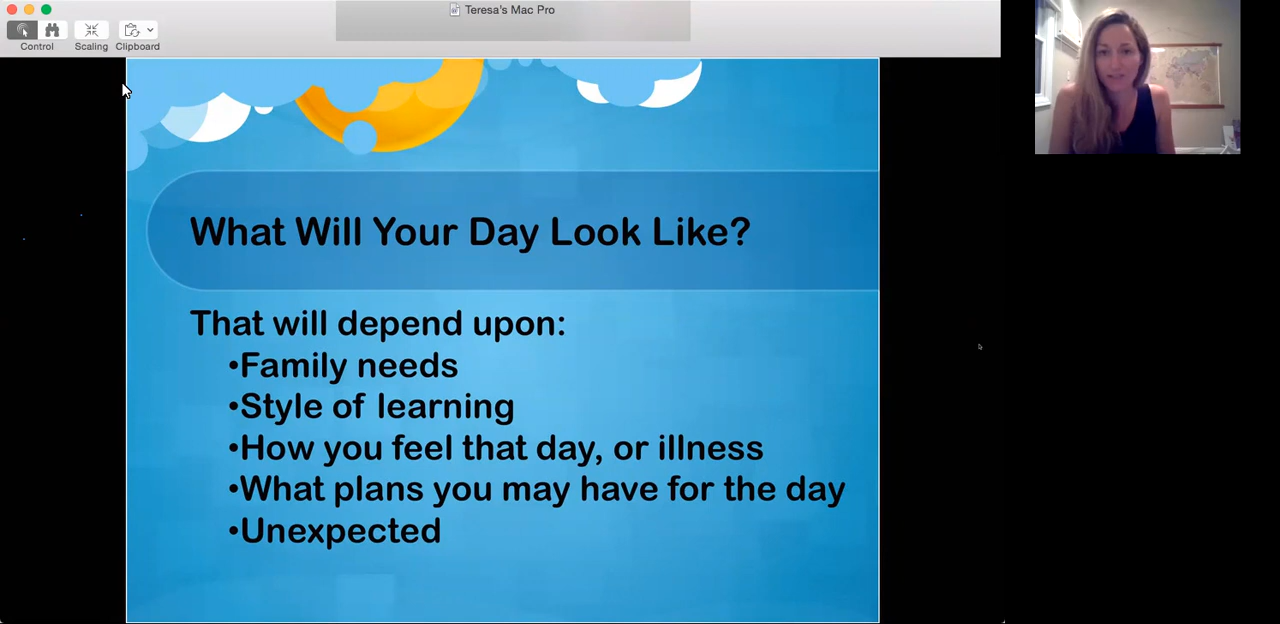 Teresa's Mac Pro
Control
Scaling
Clipboard
What Will Your Day Look Like?
That will depend upon:
•Family needs
•Style of learning
•How you feel that day, or illness
•What plans you may have for the day
•Unexpected